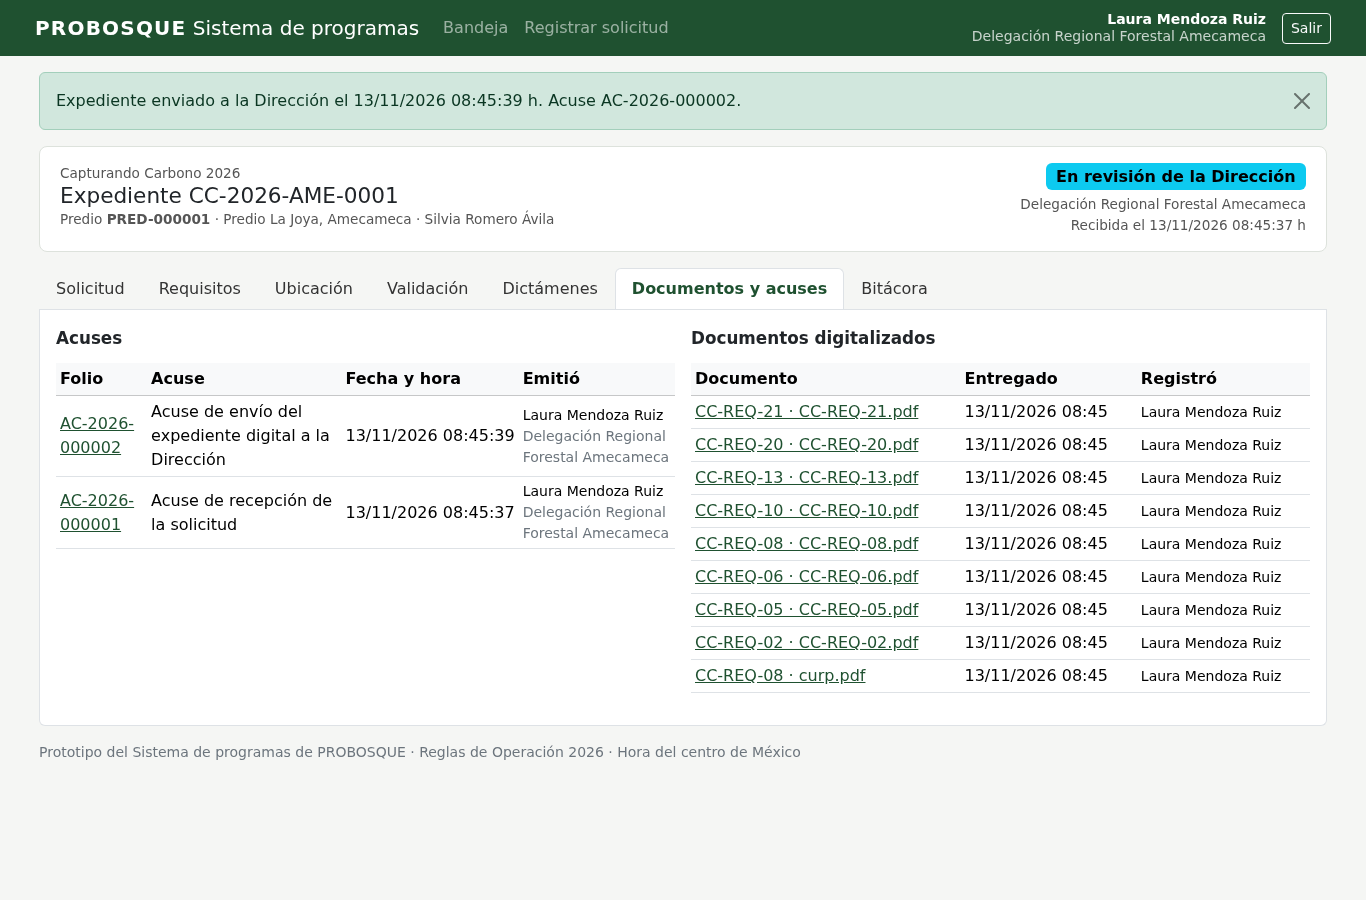 PROBOSQUE Sistema de programas
Bandeja
Registrar solicitud
Laura Mendoza Ruiz
Delegación Regional Forestal Amecameca
Salir
Expediente enviado a la Dirección el 13/11/2026 08:45:39 h. Acuse AC-2026-000002.
Capturando Carbono 2026
Expediente CC-2026-AME-0001
Predio PRED-000001 · Predio La Joya, Amecameca · Silvia Romero Ávila
En revisión de la Dirección
Delegación Regional Forestal Amecameca
Recibida el 13/11/2026 08:45:37 h
Solicitud
Requisitos
Ubicación
Validación
Dictámenes
Documentos y acuses
Bitácora
Acuses
Folio
Acuse
Fecha y hora
Emitió
AC-2026-
000002
Acuse de envío del
expediente digital a la
Dirección
13/11/2026 08:45:39
Laura Mendoza Ruiz
Delegación Regional
Forestal Amecameca
AC-2026-
000001
Acuse de recepción de
la solicitud
13/11/2026 08:45:37
Laura Mendoza Ruiz
Delegación Regional
Forestal Amecameca
Documentos digitalizados
Documento
Entregado
Registró
CC-REQ-21 · CC-REQ-21.pdf
13/11/2026 08:45
Laura Mendoza Ruiz
CC-REQ-20 · CC-REQ-20.pdf
13/11/2026 08:45
Laura Mendoza Ruiz
CC-REQ-13 · CC-REQ-13.pdf
13/11/2026 08:45
Laura Mendoza Ruiz
CC-REQ-10 · CC-REQ-10.pdf
13/11/2026 08:45
Laura Mendoza Ruiz
CC-REQ-08 · CC-REQ-08.pdf
13/11/2026 08:45
Laura Mendoza Ruiz
CC-REQ-06 · CC-REQ-06.pdf
13/11/2026 08:45
Laura Mendoza Ruiz
CC-REQ-05 · CC-REQ-05.pdf
13/11/2026 08:45
Laura Mendoza Ruiz
CC-REQ-02 · CC-REQ-02.pdf
13/11/2026 08:45
Laura Mendoza Ruiz
CC-REQ-08 · curp.pdf
13/11/2026 08:45
Laura Mendoza Ruiz
Prototipo del Sistema de programas de PROBOSQUE · Reglas de Operación 2026 · Hora del centro de México